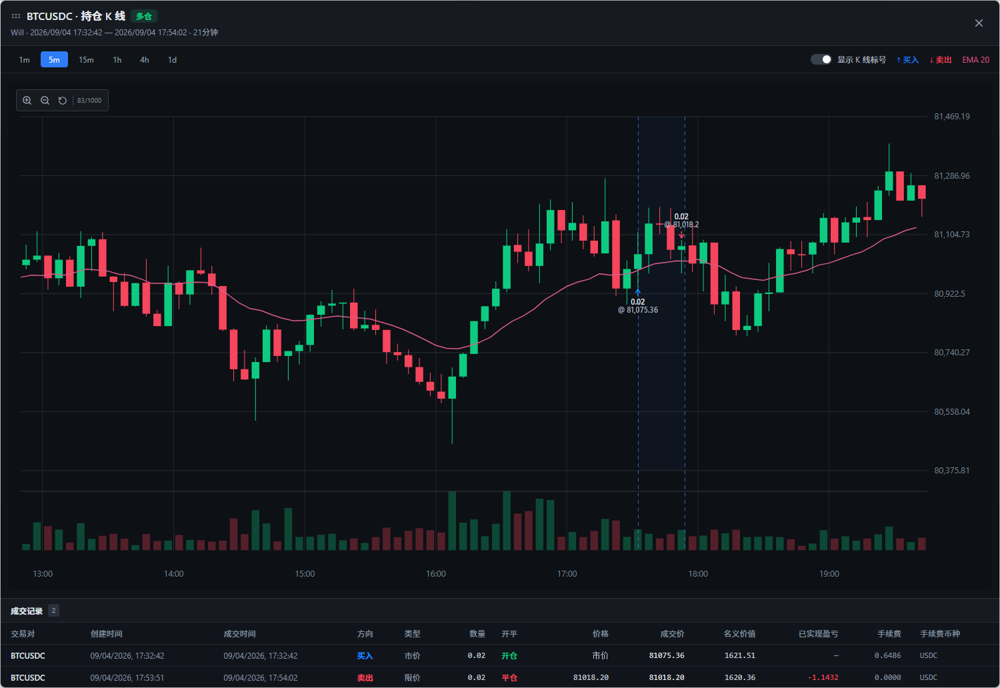 BTCUSDC · 持仓 K 线 多仓
Will · 2026/09/04 17:32:42 — 2026/09/04 17:54:02 · 21分钟
1m 5m 15m 1h 4h 1d
显示 K 线标号 ↑ 买入 ↓ 卖出 EMA 20
83/1000
81,469.19
81,286.96
0.02
@ 81,018.2
81,104.73
80,922.5
0.02
@ 81,075.36
80,740.27
80,558.04
80,375.81
13:00 14:00 15:00 16:00 17:00 18:00 19:00
成交记录 2
交易对 创建时间 成交时间 方向 类型 数量 开平 价格 成交价 名义价值 已实现盈亏 手续费 手续费币种
BTCUSDC 09/04/2026, 17:32:42 09/04/2026, 17:32:42 买入 市价 0.02 开仓 市价 81075.36 1621.51 — 0.6486 USDC
BTCUSDC 09/04/2026, 17:53:51 09/04/2026, 17:54:02 卖出 限价 0.02 平仓 81018.20 81018.20 1620.36 -1.1432 0.0000 USDC